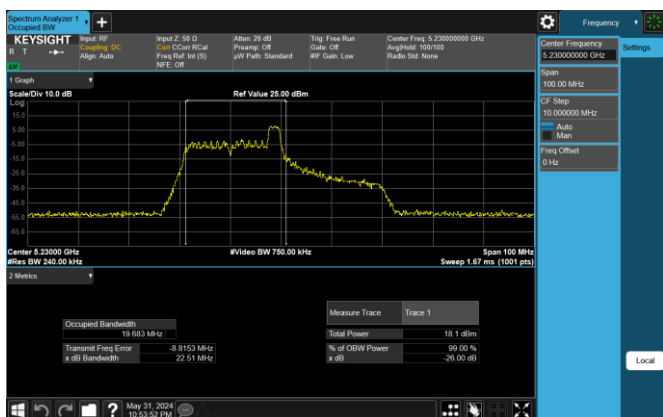 Spectrum Analyzer 1
Occupied BW
Frequency
KEYSIGHT
R T
Input: RF
Coupling: DC
Align: Auto
Input Z: 50 Ω
Corr CCorr RCal
Freq Ref: Int (S)
NFE: Off
Atten: 20 dB
Preamp: Off
µW Path: Standard
Trig: Free Run
Gate: Off
#IF Gain: Low
Center Freq: 5.230000000 GHz
Avg|Hold: 100/100
Radio Std: None
Center Frequency
5.230000000 GHz
Settings
Span
100.00 MHz
CF Step
10.000000 MHz
Auto
Man
Freq Offset
0 Hz
Local
1 Graph
Scale/Div 10.0 dB
Ref Value 25.00 dBm
Log
15.0
5.00
-5.00
-15.0
-25.0
-35.0
-45.0
-55.0
-65.0
Center 5.23000 GHz
#Video BW 750.00 kHz
Span 100 MHz
#Res BW 240.00 kHz
Sweep 1.67 ms (1001 pts)
2 Metrics
Measure Trace Trace 1
Occupied Bandwidth
19.683 MHz
Total Power 18.1 dBm
Transmit Freq Error -8.8153 MHz
% of OBW Power 99.00 %
x dB Bandwidth 22.51 MHz
x dB -26.00 dB
May 31, 2024
10:53:52 PM